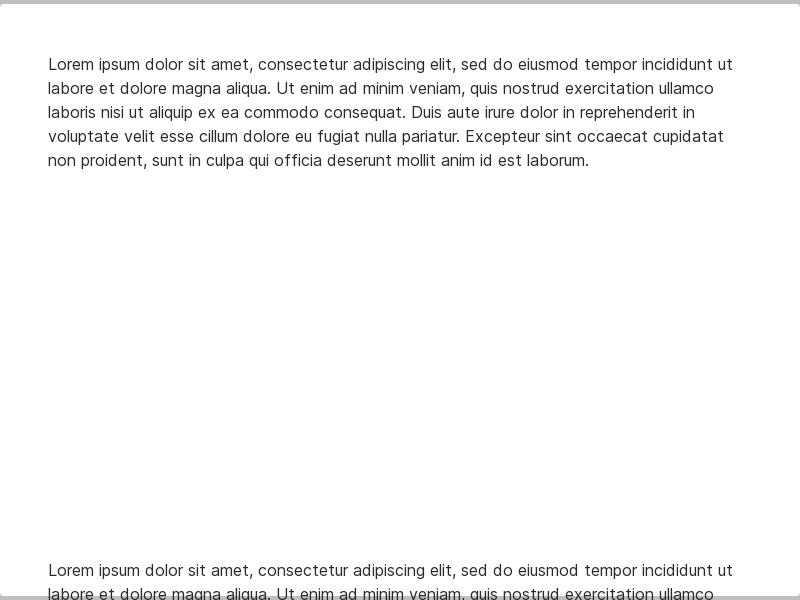 Lorem ipsum dolor sit amet, consectetur adipiscing elit, sed do eiusmod tempor incididunt ut
labore et dolore magna aliqua. Ut enim ad minim veniam, quis nostrud exercitation ullamco
laboris nisi ut aliquip ex ea commodo consequat. Duis aute irure dolor in reprehenderit in
voluptate velit esse cillum dolore eu fugiat nulla pariatur. Excepteur sint occaecat cupidatat
non proident, sunt in culpa qui officia deserunt mollit anim id est laborum.
Lorem ipsum dolor sit amet, consectetur adipiscing elit, sed do eiusmod tempor incididunt ut
labore et dolore magna aliqua. Ut enim ad minim veniam, quis nostrud exercitation ullamco